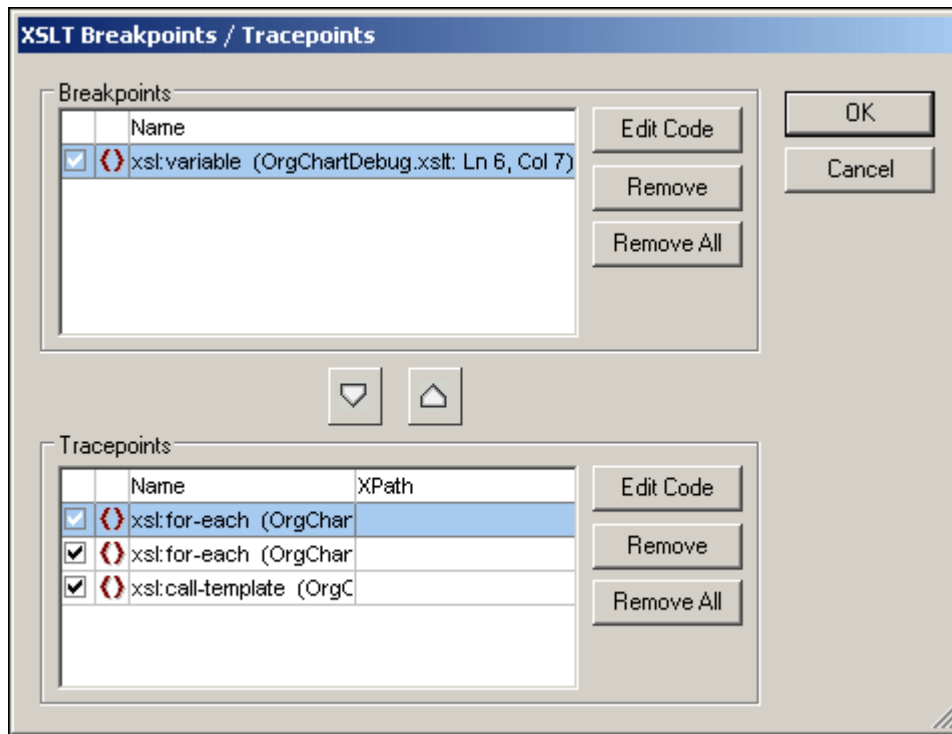 XSLT Breakpoints / Tracepoints
Breakpoints
Name
xsl:variable (OrgChartDebug.xslt: Ln 6, Col 7)
Edit Code
Remove
Remove All
OK
Cancel
Tracepoints
Name XPath
xsl:for-each (OrgChar
xsl:for-each (OrgChar
xsl:call-template (OrgC
Edit Code
Remove
Remove All